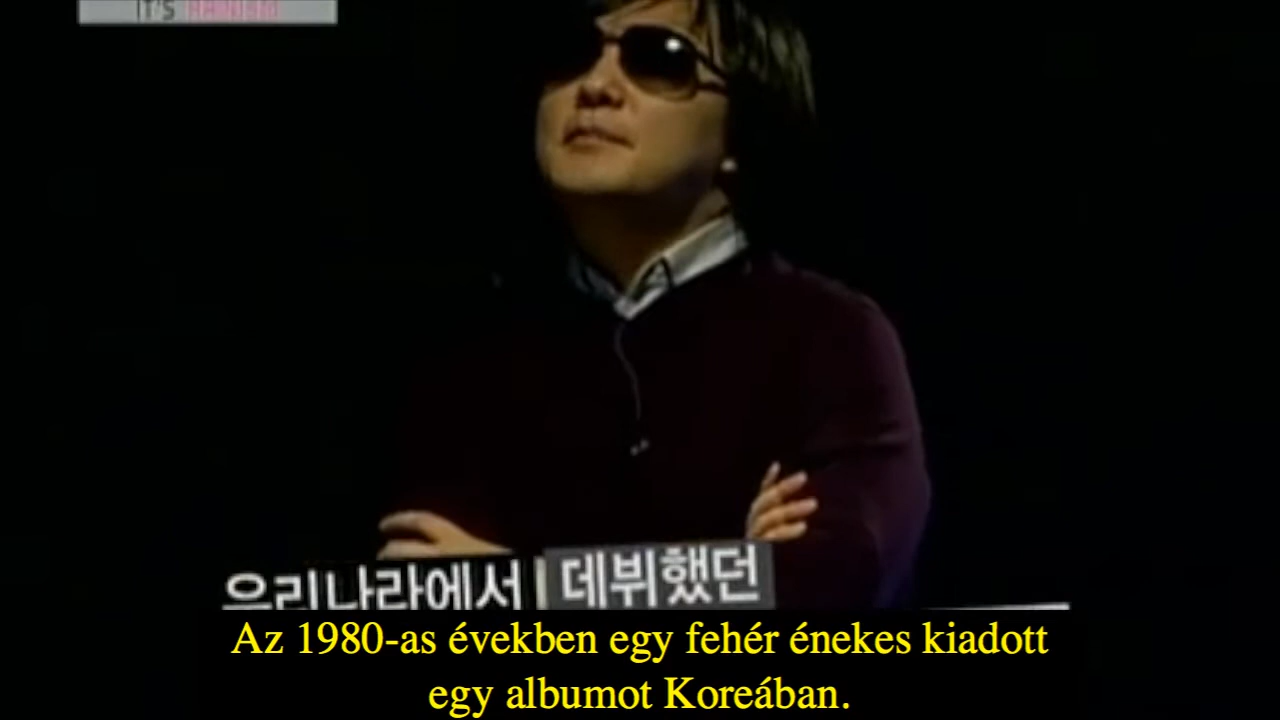 IT'S
우리나라에서 데뷔했던
Az 1980-as években egy fehér énekes kiadott
egy albumot Koreában.